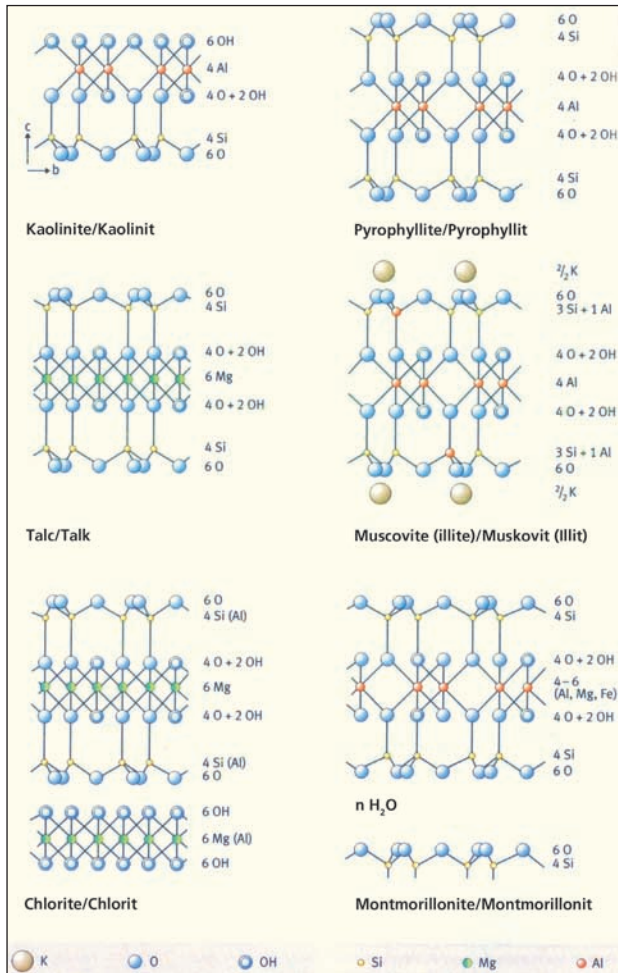 6 OH
4 Al
4 O + 2 OH
c
4 Si
6 O
b
Kaolinite/Kaolinit
6 O
4 Si
4 O + 2 OH
4 Al
4 O + 2 OH
4 Si
6 O
Pyrophyllite/Pyrophyllit
6 O
4 Si
4 O + 2 OH
6 Mg
4 O + 2 OH
4 Si
6 O
Talc/Talk
²/₂ K
6 O
3 Si + 1 Al
4 O + 2 OH
4 Al
4 O + 2 OH
3 Si + 1 Al
6 O
²/₂ K
Muscovite (illite)/Muskovit (Illit)
6 O
4 Si (Al)
4 O + 2 OH
6 Mg
4 O + 2 OH
4 Si (Al)
6 O
6 OH
6 Mg (Al)
6 OH
Chlorite/Chlorit
6 O
4 Si
4 O + 2 OH
4–6
(Al, Mg, Fe)
4 O + 2 OH
4 Si
6 O
n H₂O
6 O
4 Si
Montmorillonite/Montmorillonit
K O OH Si Mg Al